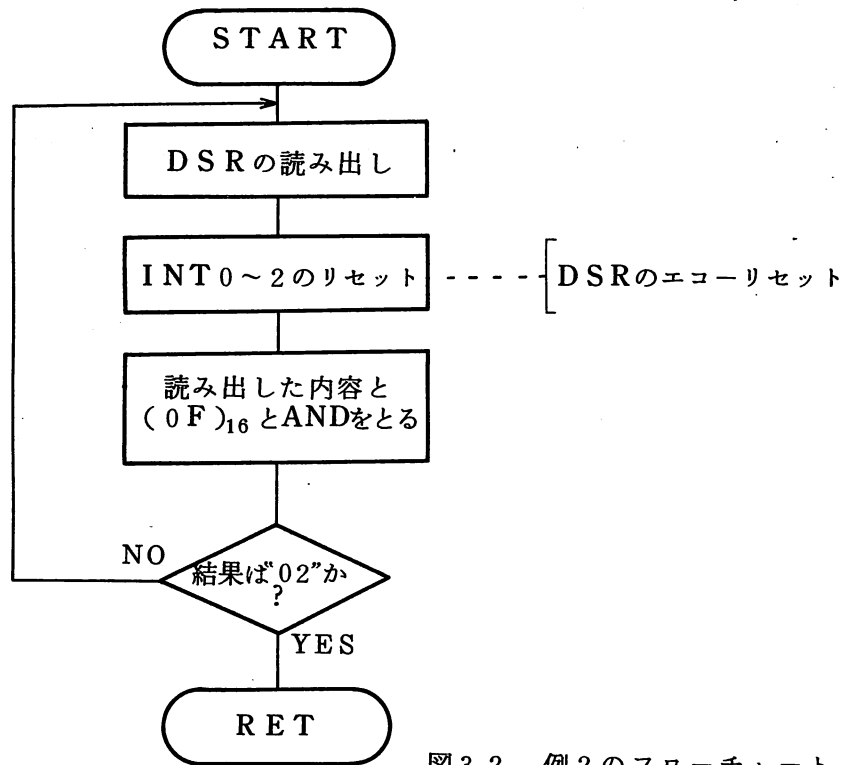 START
DSRの読み出し
INT0~2のリセット
DSRのエコーリセット
読み出した内容と
(0F)₁₆とANDをとる
NO
結果ば“02”か
?
YES
RET
図3.2 例2のフローチャート